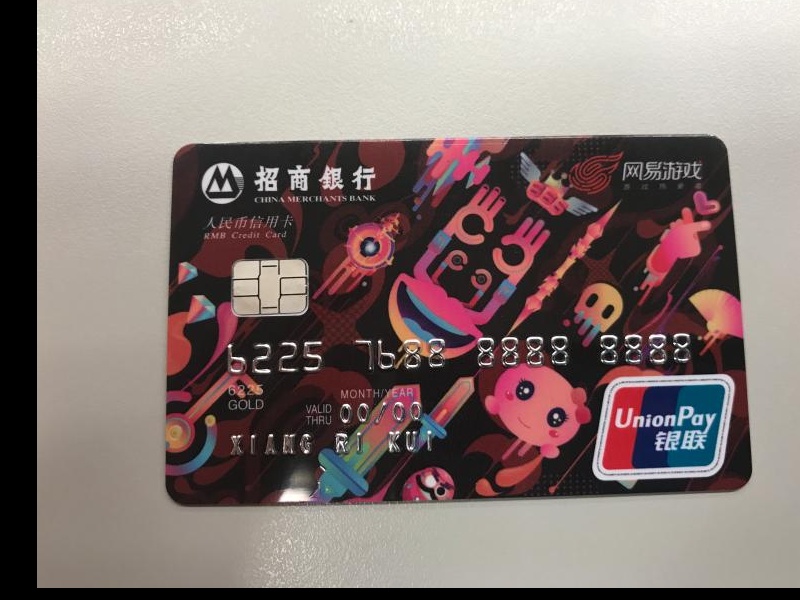 招商銀行
CHINA MERCHANTS BANK
网易游戏
人民币信用卡
RMB Credit Card
6225 7688 8888 8888
6225
GOLD
MONTH/YEAR
VALID THRU 00/00
XIANG RI KUI
UnionPay
银联